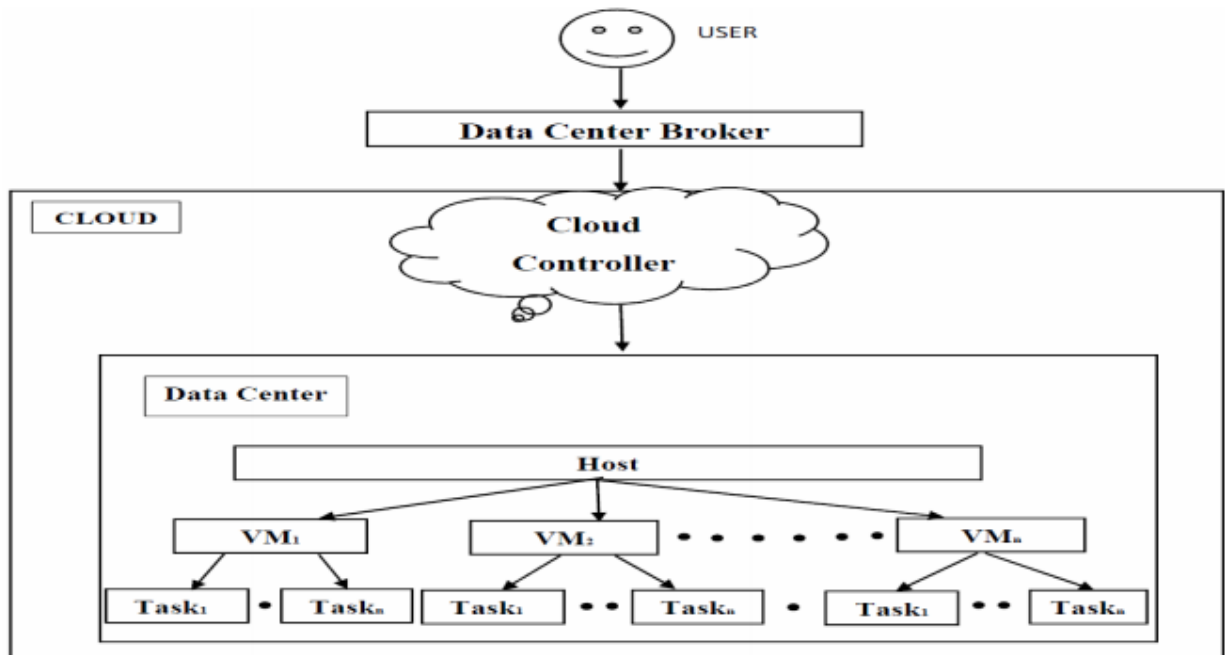 USER
Data Center Broker
CLOUD
Cloud
Controller
Data Center
Host
VM₁
VM₂
VMₙ
Task₁
Taskₙ
Task₁
Taskₙ
Task₁
Taskₙ